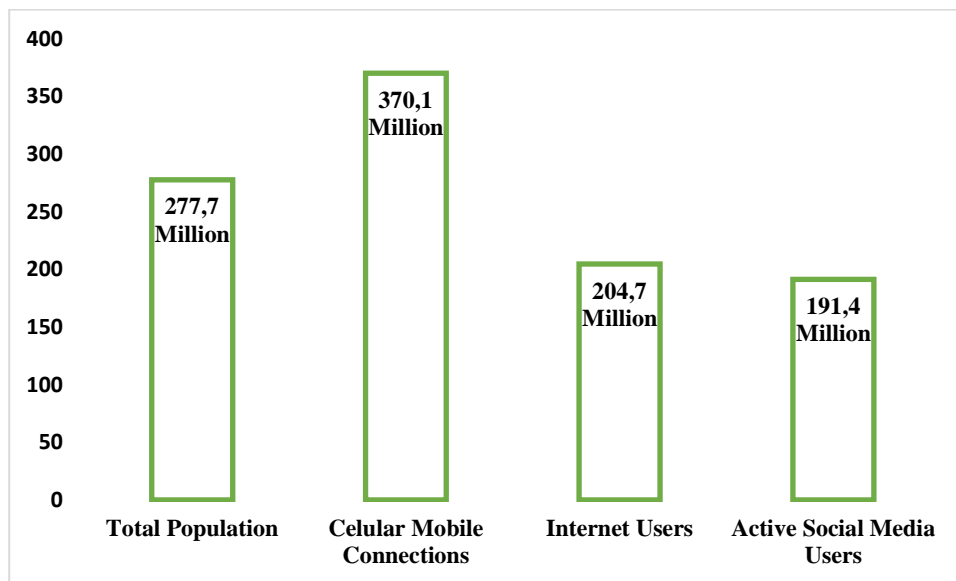 400
350
300
250
200
150
100
50
0
277,7
Million
370,1
Million
204,7
Million
191,4
Million
Total Population
Celular Mobile
Connections
Internet Users
Active Social Media
Users